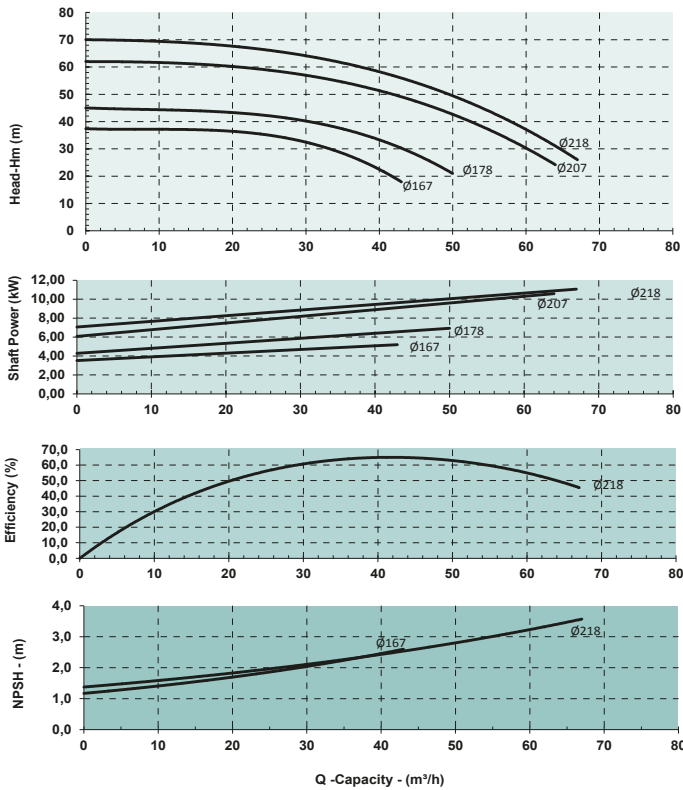 Head-Hm (m)
80
70
60
50
40
30
20
10
0
Ø218
Ø207
Ø178
Ø167
0 10 20 30 40 50 60 70 80
Shaft Power (kW)
12,00
10,00
8,00
6,00
4,00
2,00
0,00
Ø218
Ø207
Ø178
Ø167
0 10 20 30 40 50 60 70 80
Efficiency (%)
70,0
60,0
50,0
40,0
30,0
20,0
10,0
0,0
Ø218
0 10 20 30 40 50 60 70 80
NPSH - (m)
4,0
3,0
2,0
1,0
0,0
Ø167
Ø218
0 10 20 30 40 50 60 70 80
Q -Capacity - (m³/h)